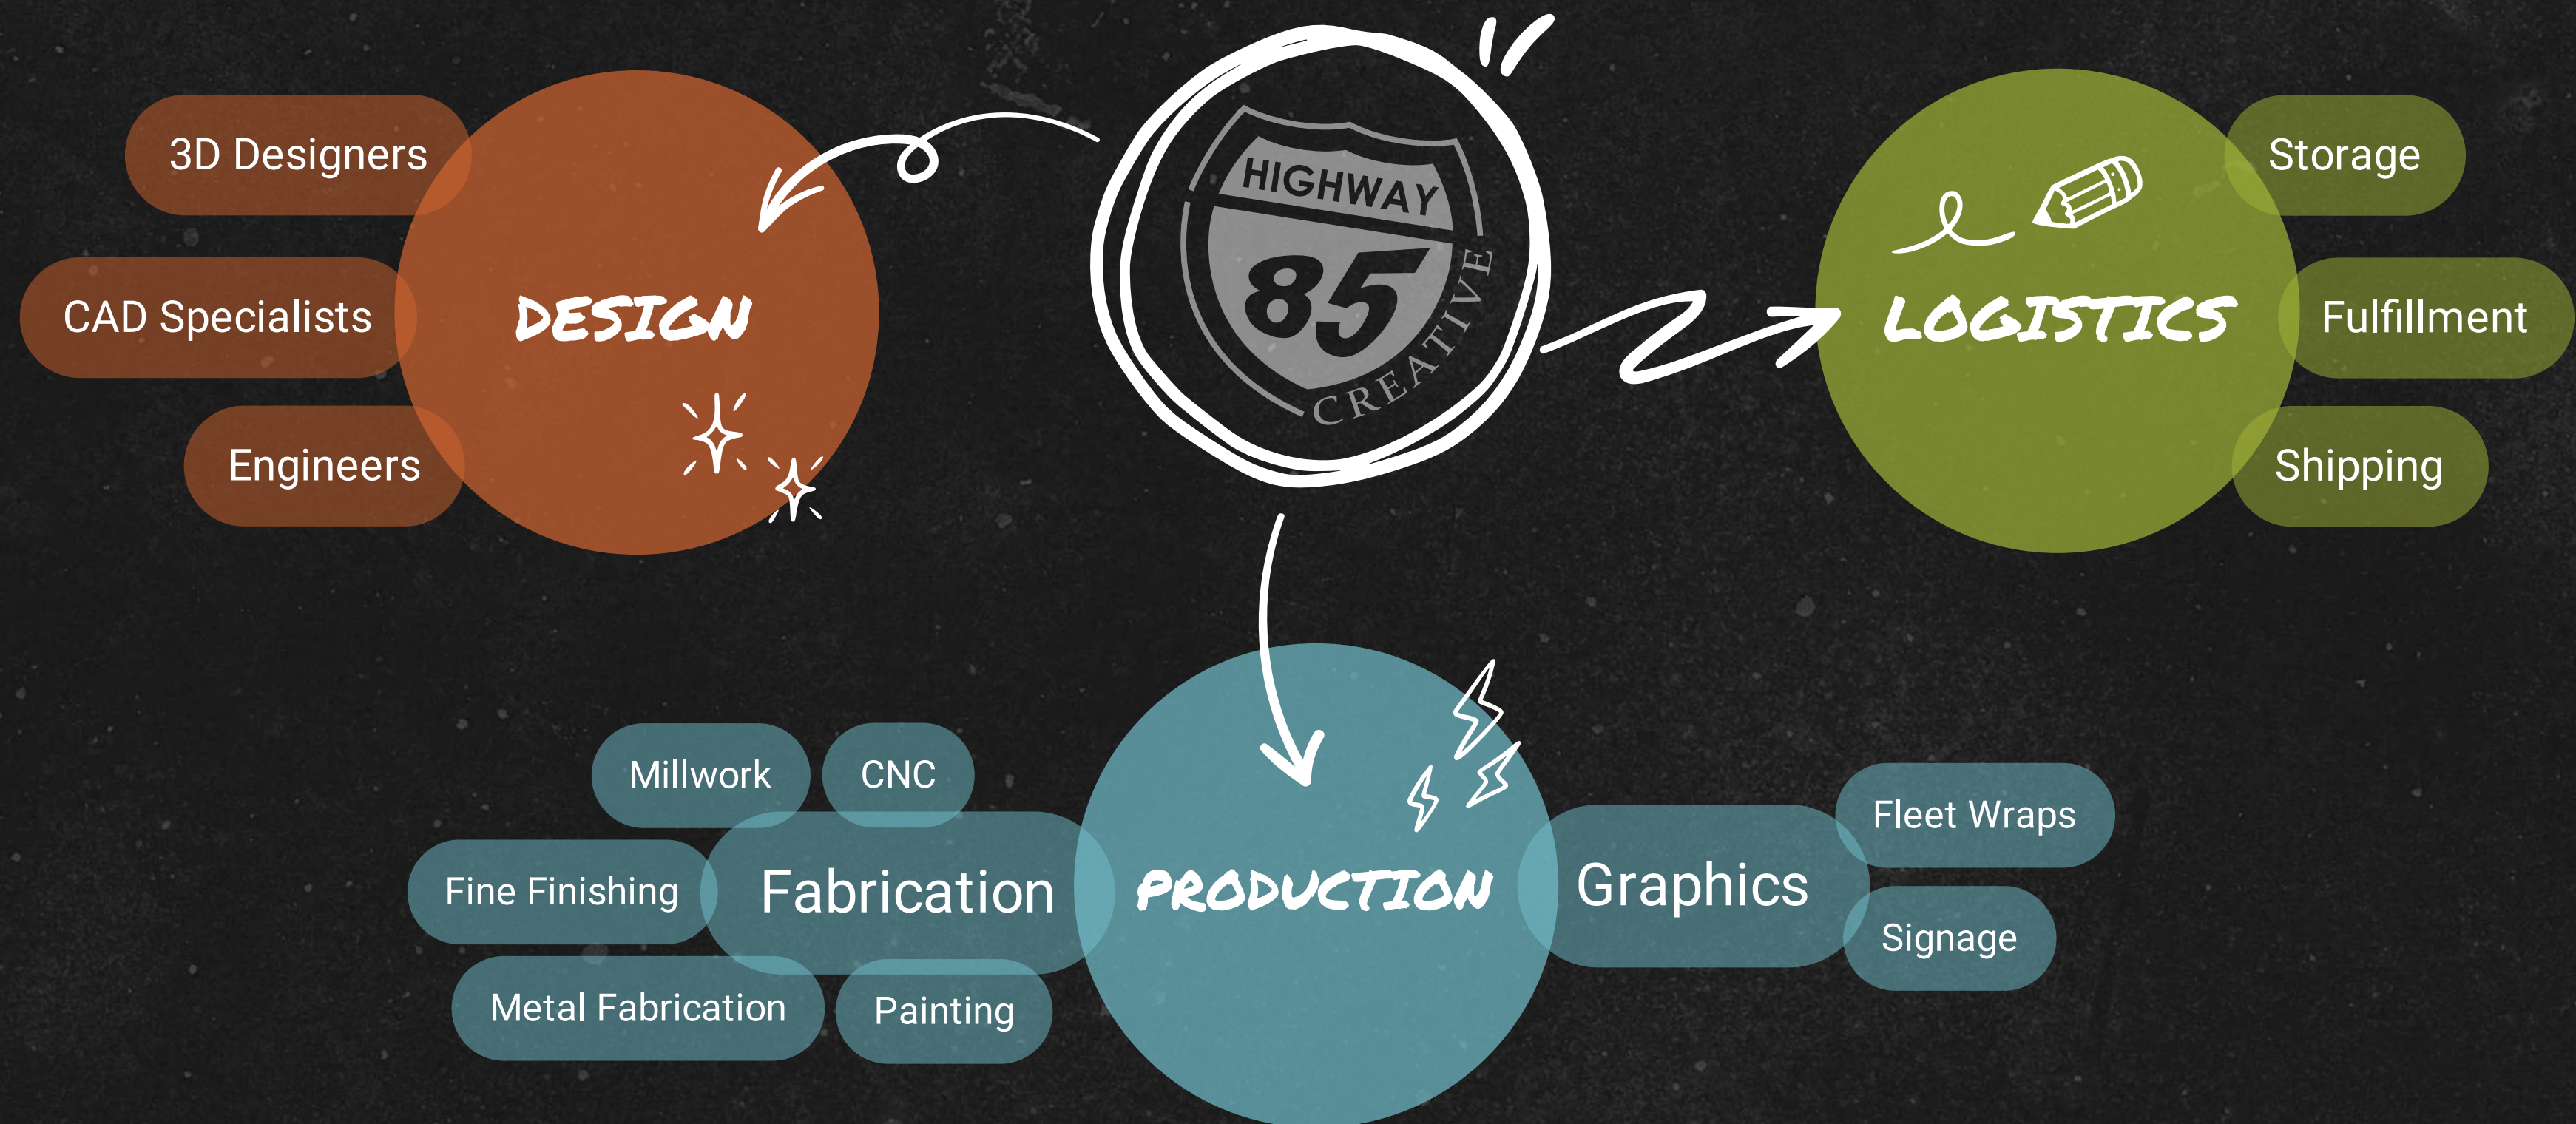 HIGHWAY
85
CREATIVE
DESIGN
3D Designers
CAD Specialists
Engineers
LOGISTICS
Storage
Fulfillment
Shipping
PRODUCTION
Fabrication
Millwork
CNC
Fine Finishing
Metal Fabrication
Painting
Graphics
Fleet Wraps
Signage